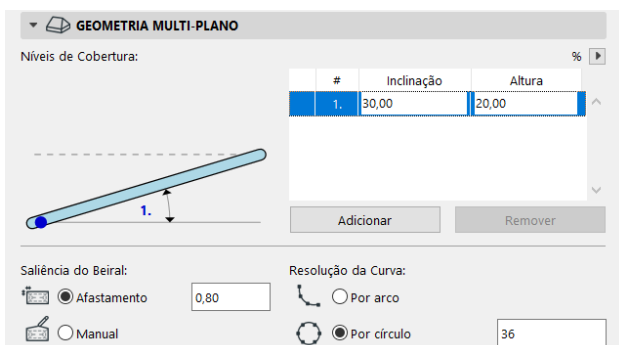 GEOMETRIA MULTI-PLANO
Níveis de Cobertura:
%
# Inclinação Altura
1. 30,00 20,00
1.
Adicionar Remover
Saliência do Beiral: Resolução da Curva:
Afastamento 0,80 Por arco
Manual Por círculo 36